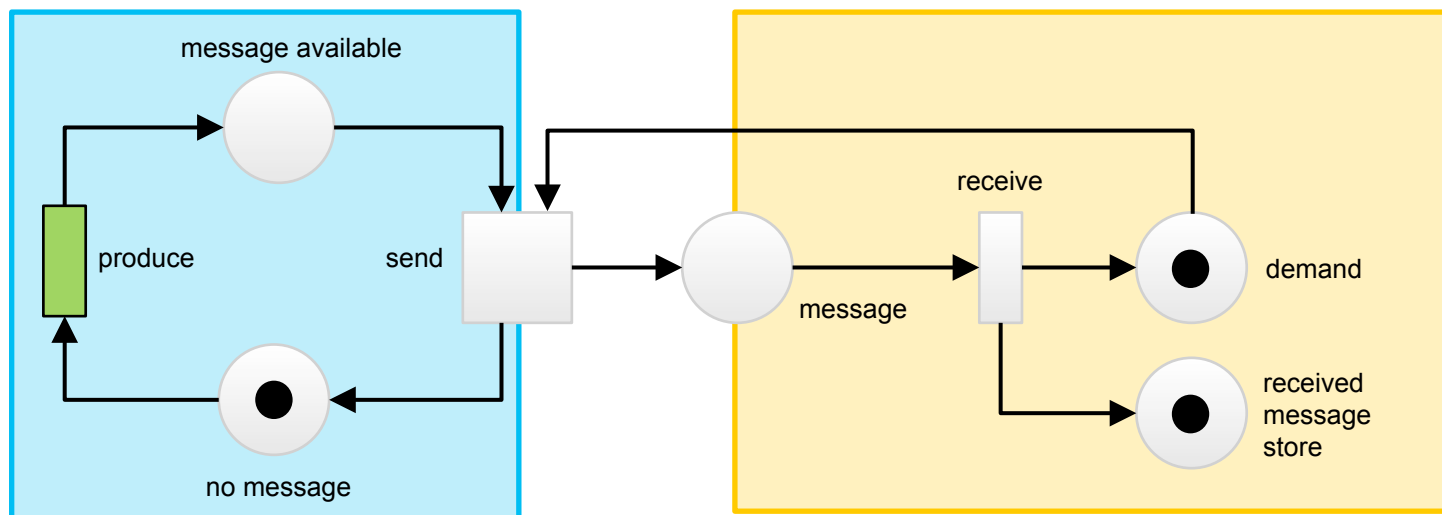 message available
receive
produce
send
demand
message
received
message
store
no message